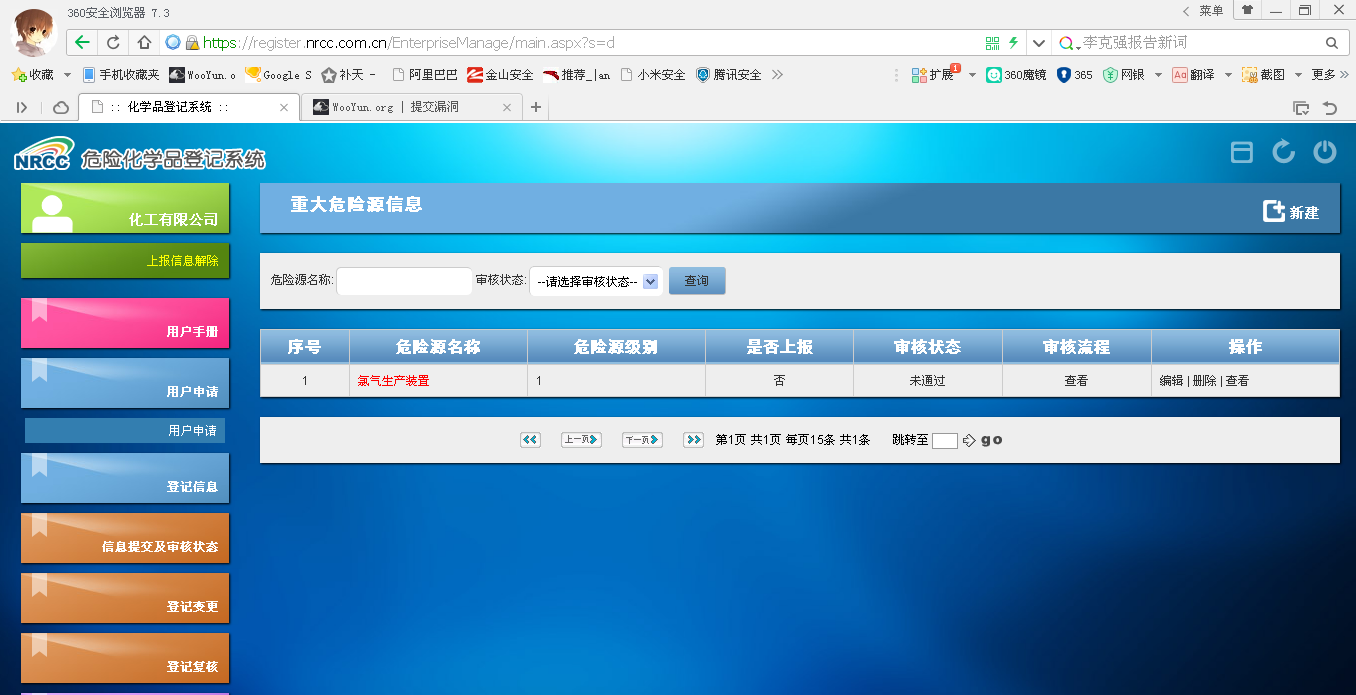 360安全浏览器 7.3
菜单
https://register.nrcc.com.cn/EnterpriseManage/main.aspx?s=d
李克强报告新词
收藏 手机收藏夹 WooYun.o Google S 补天 - 阿里巴巴 金山安全 推荐_|an 小米安全 腾讯安全 扩展 1 360魔镜 365 网银 Aa 翻译 截图 更多
:: 化学品登记系统 ::
WooYun.org | 提交漏洞
NRCC 危险化学品登记系统
化工有限公司
上报信息解除
用户手册
用户申请
用户申请
登记信息
信息提交及审核状态
登记变更
登记复核
重大危险源信息
新建
危险源名称: 审核状态: --请选择审核状态-- 查询
序号 危险源名称 危险源级别 是否上报 审核状态 审核流程 操作
1 氯气生产装置 1 否 未通过 查看 编辑 | 删除 | 查看
上一页 下一页 第1页 共1页 每页15条 共1条 跳转至 go